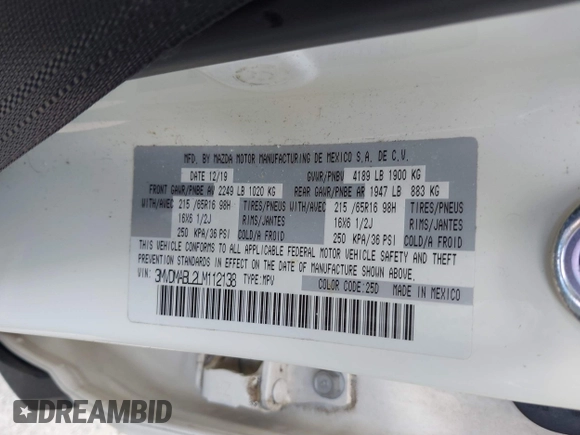 MFD. BY MAZDA MOTOR MANUFACTURING DE MEXICO S.A. DE C.V.
DATE 12/19 GVWR/PNBV 4189 LB 1900 KG
FRONT GAWR/PNBE AV 2249 LB 1020 KG REAR GAWR/PNBE AR 1947 LB 883 KG
WITH/AVEC 215 /65R16 98H TIRES/PNEUS WITH/AVEC 215 /65R16 98H TIRES/PNEUS
16X6 1/2J RIMS/JANTES 16X6 1/2J RIMS/JANTES
250 KPA/36 PSI COLD/A FROID 250 KPA/36 PSI COLD/A FROID
THIS VEHICLE CONFORMS TO ALL APPLICABLE FEDERAL MOTOR VEHICLE SAFETY AND THEFT
PREVENTION STANDARDS IN EFFECT ON THE DATE OF MANUFACTURE SHOWN ABOVE.
VIN: 3MVDMABL2LM112138 TYPE:MPV
COLOR CODE:25D MADE IN MEXICO
DREAMBID